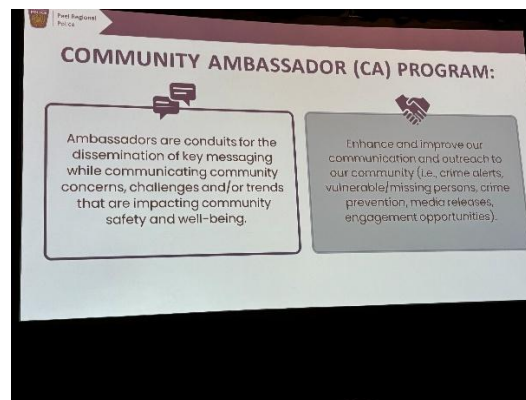 Peel Regional
Police
COMMUNITY AMBASSADOR (CA) PROGRAM:
Ambassadors are conduits for the
dissemination of key messaging
while communicating community
concerns, challenges and/or trends
that are impacting community
safety and well-being.
Enhance and improve our
communication and outreach to
our community (i.e., crime alerts,
vulnerable/missing persons, crime
prevention, media releases,
engagement opportunities).